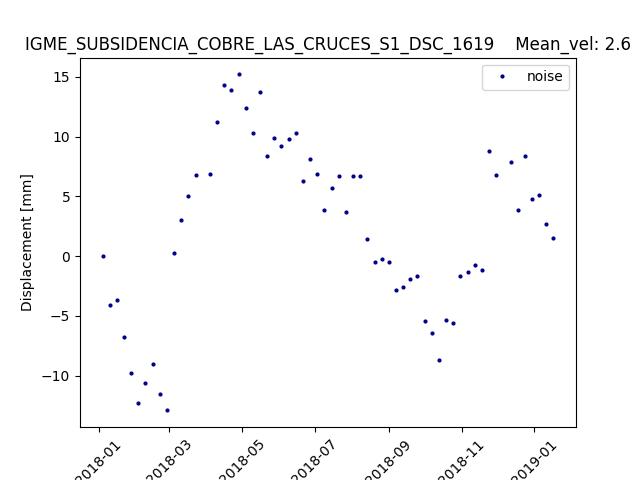 IGME_SUBSIDENCIA_COBRE_LAS_CRUCES_S1_DSC_1619 Mean_vel: 2.6
noise
Displacement [mm]
15
10
5
0
−5
−10
2018-01 2018-03 2018-05 2018-07 2018-09 2018-11 2019-01